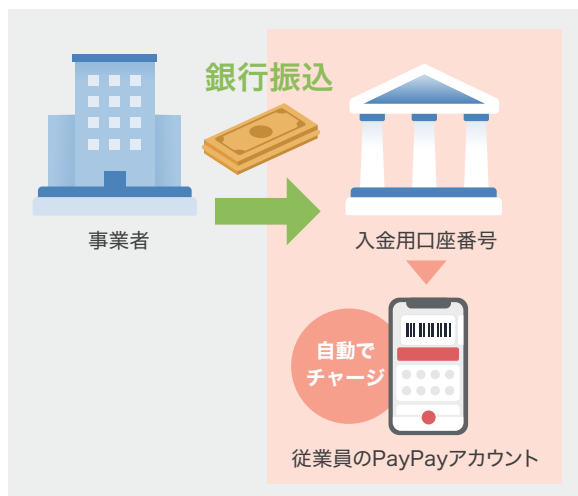 銀行振込
事業者
入金用口座番号
自動で
チャージ
従業員のPayPayアカウント